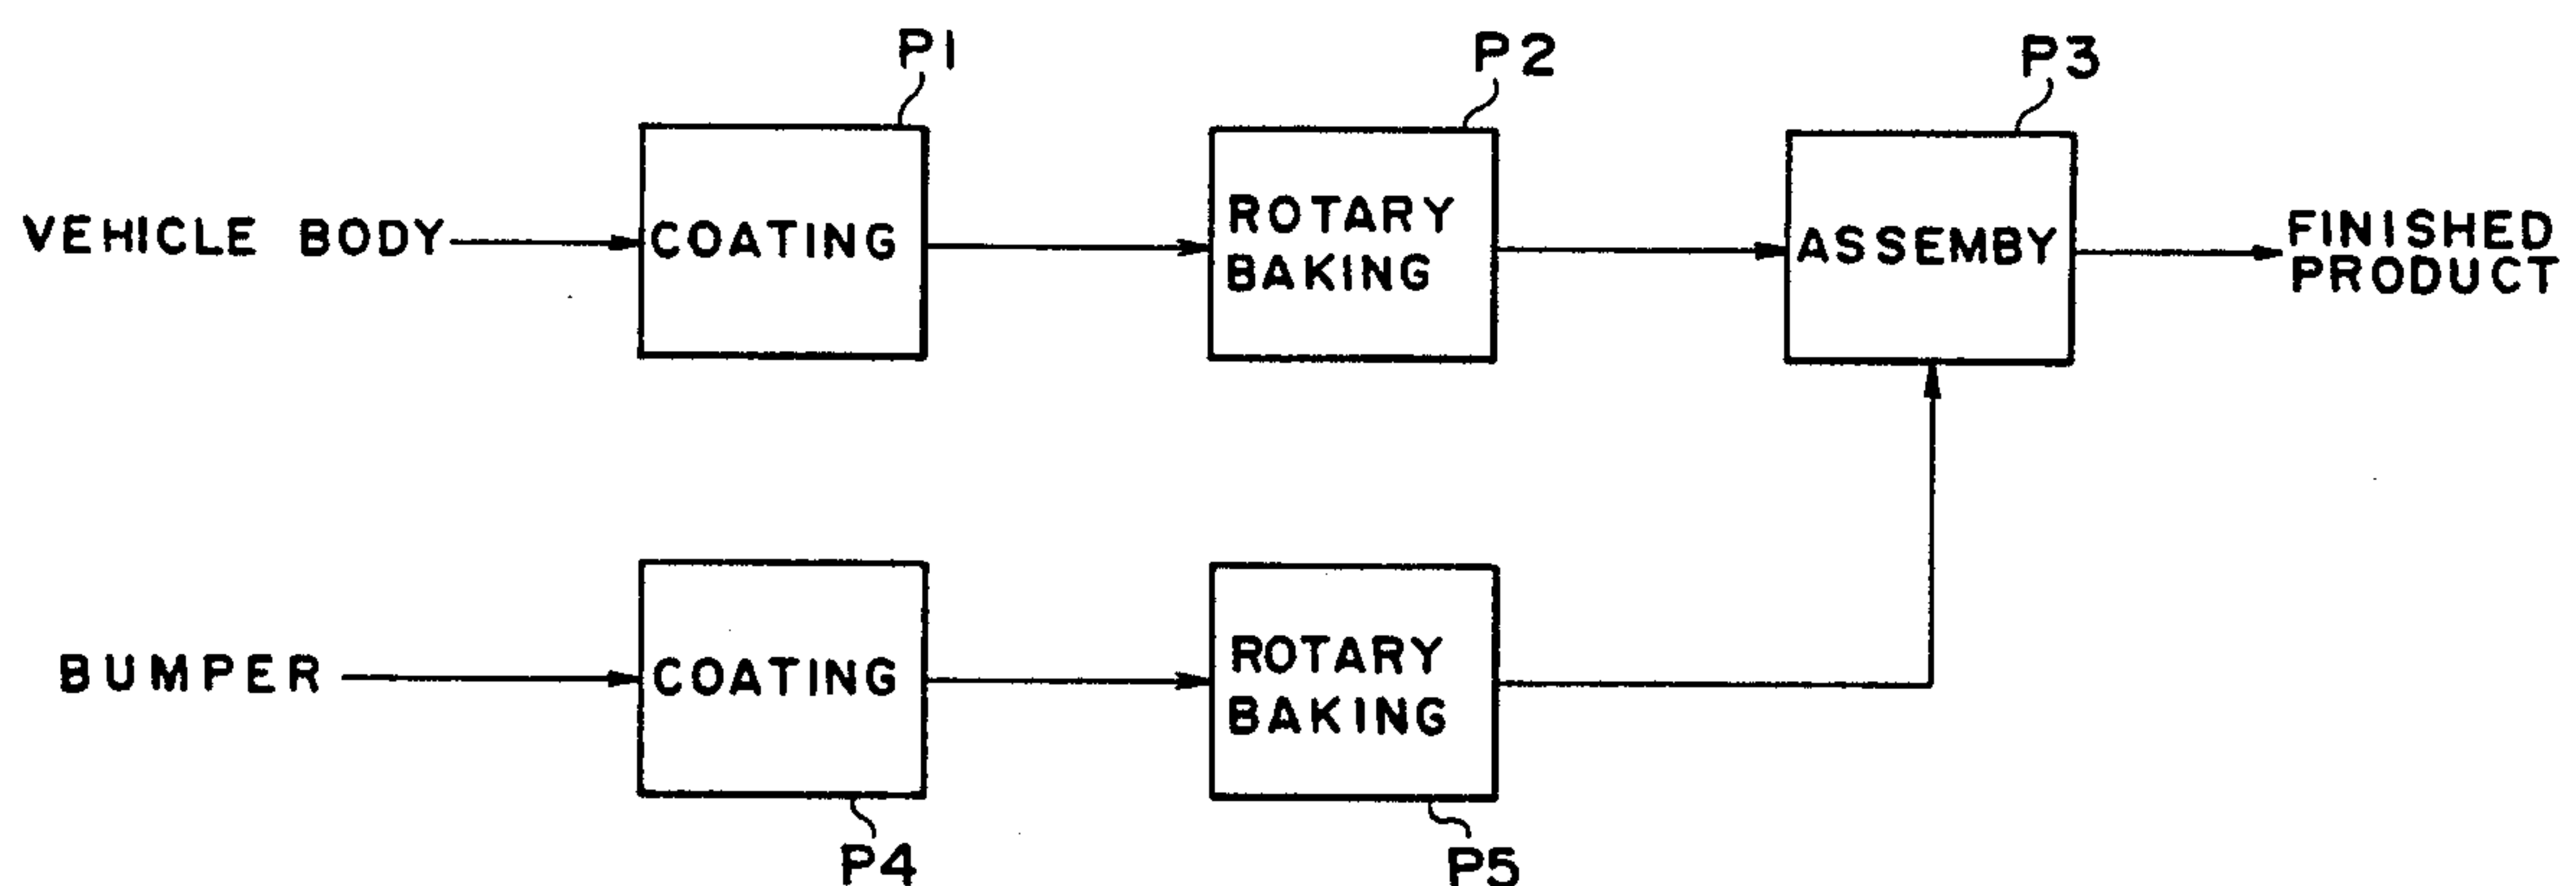 P1
P2
P3
VEHICLE BODY
COATING
ROTARY
BAKING
ASSEMBY
FINISHED
PRODUCT
BUMPER
COATING
ROTARY
BAKING
P4
P5